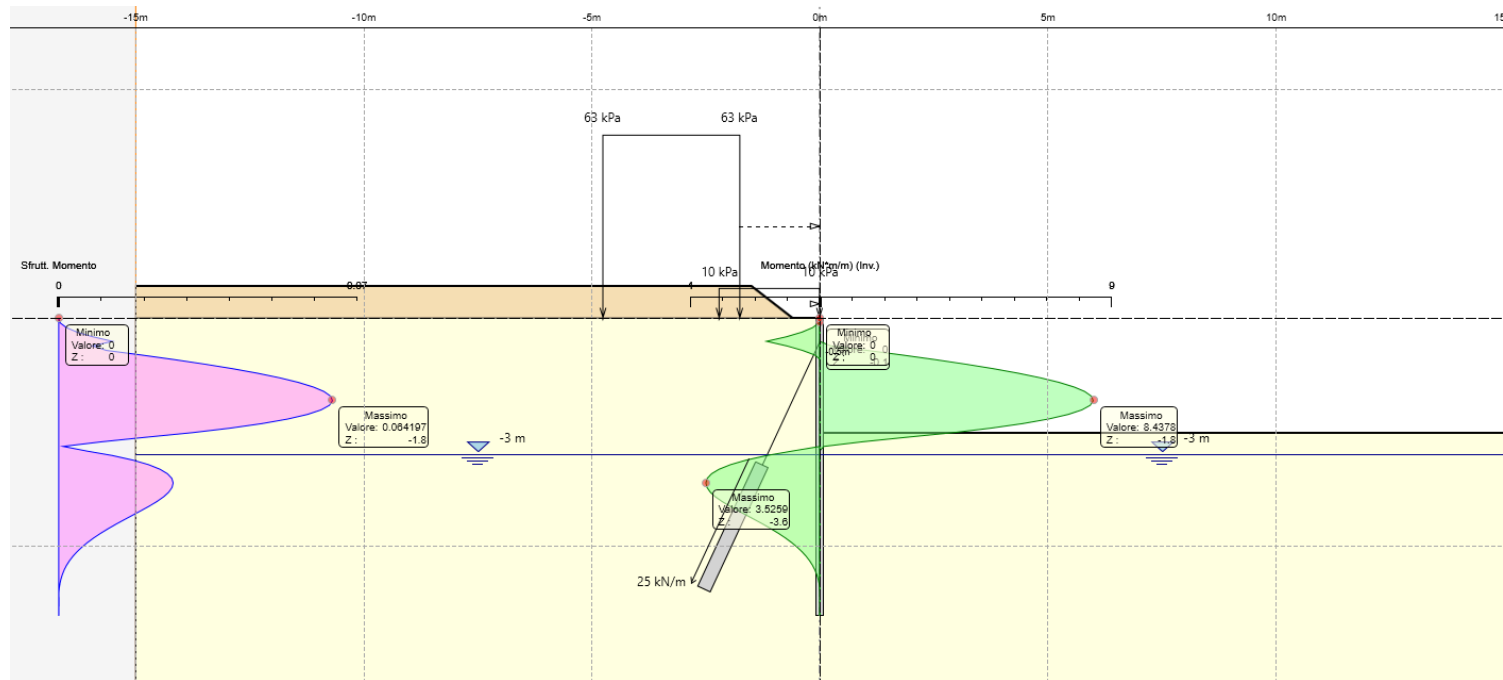 -15m
-10m
-5m
0m
5m
10m
15
63 kPa
63 kPa
Sfrutt. Momento
Momento (kN*m/m) (Inv.)
10 kPa
10 kPa
0
0.07
4
9
Minimo
Valore: 0
Z : 0
Minimo
Valore: 0
Z : 0
Massimo
Valore: 0.064197
Z : -1.8
Massimo
Valore: 8.4378
Z : -1.8
-3 m
-3 m
Massimo
Valore: 3.5259
Z : -3.6
25 kN/m